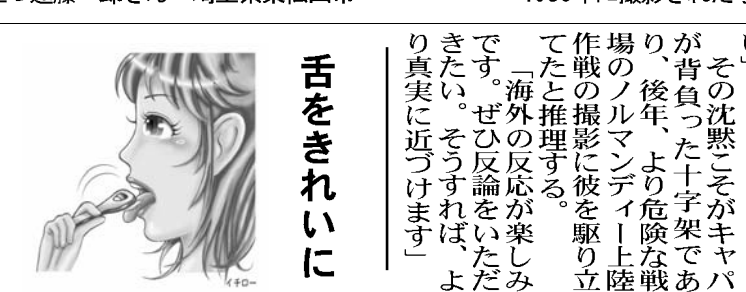 その沈黙こそがキャパ
が背負った十字架であ
り、後年、より危険な戦
場のノルマンディー上陸
作戦の撮影に彼を駆り立
てたと推理する。
「海外の反応が楽しみ
です。ぜひ反論をいただ
きたい。そうすれば、よ
り真実に近づけます」
舌をきれいに
イチロー